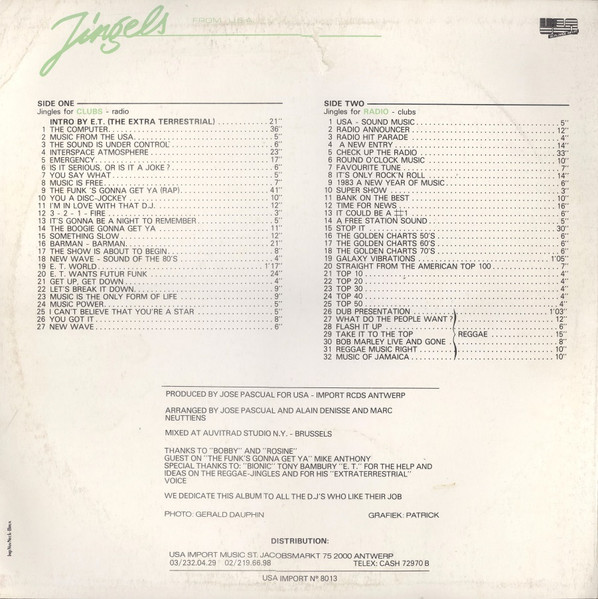 Jingels
FROM U.S.A.
USA
SIDE ONE
Jingles for CLUBS - radio
INTRO BY E.T. (THE EXTRA TERRESTRIAL) 21"
1 THE COMPUTER 36"
2 MUSIC FROM THE USA 5"
3 THE SOUND IS UNDER CONTROL 6"
4 INTERSPACE ATMOSPHERE 23"
5 EMERGENCY 17"
6 IS IT SERIOUS, OR IS IT A JOKE? 6"
7 YOU SAY WHAT 5"
8 MUSIC IS FREE 7"
9 THE FUNK 'S GONNA GET YA (RAP) 41"
10 YOU A DISC-JOCKEY 10"
11 I'M IN LOVE WITH THAT D.J. 12"
12 3 - 2 - 1 - FIRE 3"
13 IT'S GONNA BE A NIGHT TO REMEMBER 5"
14 THE BOOGIE GONNA GET YA 11"
15 SOMETHING SLOW 12"
16 BARMAN - BARMAN 21"
17 THE SHOW IS ABOUT TO BEGIN 8"
18 NEW WAVE - SOUND OF THE 80'S 4"
19 E. T. WORLD 1'17"
20 E. T. WANTS FUTUR FUNK 24"
21 GET UP, GET DOWN 4"
22 LET'S BREAK IT DOWN 9"
23 MUSIC IS THE ONLY FORM OF LIFE 9"
24 MUSIC POWER 5"
25 I CAN'T BELIEVE THAT YOU'RE A STAR 5"
26 YOU GOT IT 8"
27 NEW WAVE 6"
SIDE TWO
Jingles for RADIO - clubs
1 USA - SOUND MUSIC 5"
2 RADIO ANNOUNCER 12"
3 RADIO HIT PARADE 4"
4 A NEW ENTRY 14"
5 CHECK UP THE RADIO 33"
6 ROUND O'CLOCK MUSIC 10"
7 FAVOURITE TUNE 7"
8 IT'S ONLY ROCK'N ROLL 14"
9 1983 A NEW YEAR OF MUSIC 6"
10 SUPER SHOW 3"
11 BANK ON THE BEST 10"
12 TIME FOR NEWS 16"
13 IT COULD BE A #1 6"
14 A FREE STATION SOUND 5"
15 STOP IT 30"
16 THE GOLDEN CHARTS 50'S 6"
17 THE GOLDEN CHARTS 60'S 6"
18 THE GOLDEN CHARTS 70'S 6"
19 GALAXY VIBRATIONS 1'05"
20 STRAIGHT FROM THE AMERICAN TOP 100 7"
21 TOP 10 4"
22 TOP 20 4"
23 TOP 30 4"
24 TOP 40 4"
25 TOP 50 4"
26 DUB PRESENTATION 1'03"
27 WHAT DO THE PEOPLE WANT? 12"
28 FLASH IT UP 6"
29 TAKE IT TO THE TOP REGGAE 15"
30 BOB MARLEY LIVE AND GONE 8"
31 REGGAE MUSIC RIGHT 10"
32 MUSIC OF JAMAICA 10"
PRODUCED BY JOSE PASCUAL FOR USA - IMPORT RCDS ANTWERP
ARRANGED BY JOSE PASCUAL AND ALAIN DENISSE AND MARC
NEUTTIENS
MIXED AT AUVITRAD STUDIO N.Y. - BRUSSELS
THANKS TO "BOBBY" AND "ROSINE"
GUEST ON "THE FUNK'S GONNA GET YA" MIKE ANTHONY
SPECIAL THANKS TO: "BIONIC" TONY BAMBURY "E. T." FOR THE HELP AND
IDEAS ON THE REGGAE-JINGLES AND FOR HIS "EXTRATERRESTRIAL"
VOICE
WE DEDICATE THIS ALBUM TO ALL THE D.J'S WHO LIKE THEIR JOB
PHOTO: GERALD DAUPHIN GRAFIEK: PATRICK
DISTRIBUTION:
USA IMPORT MUSIC ST. JACOBSMARKT 75 2000 ANTWERP
03/232.04.29 02/219.66.98 TELEX: CASH 72970 B
USA IMPORT Nº 8013